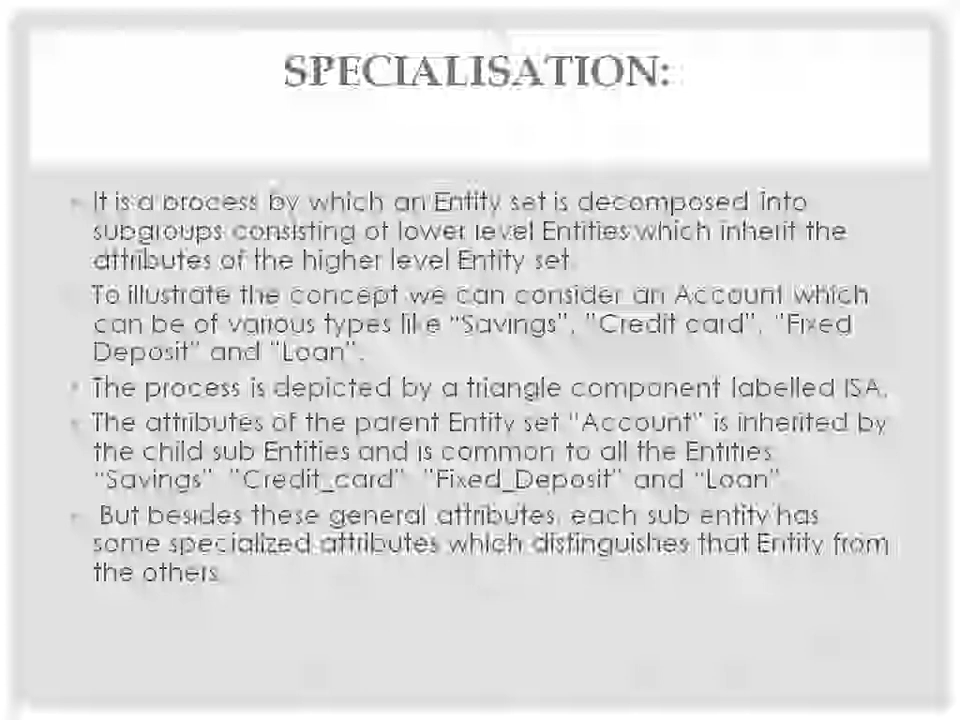 SPECIALISATION:
• It is a process by which an Entity set is decomposed into
subgroups consisting of lower level Entities which inherit the
attributes of the higher level Entity set.
To illustrate the concept we can consider an Account which
can be of various types like "Savings", "Credit card", "Fixed
Deposit" and "Loan".
• The process is depicted by a triangle component labelled ISA.
• The attributes of the parent Entity set "Account" is inherited by
the child sub Entities and is common to all the Entities
"Savings" "Credit_card" "Fixed_Deposit" and "Loan"
• But besides these general attributes, each sub entity has
some specialized attributes which distinguishes that Entity from
the others